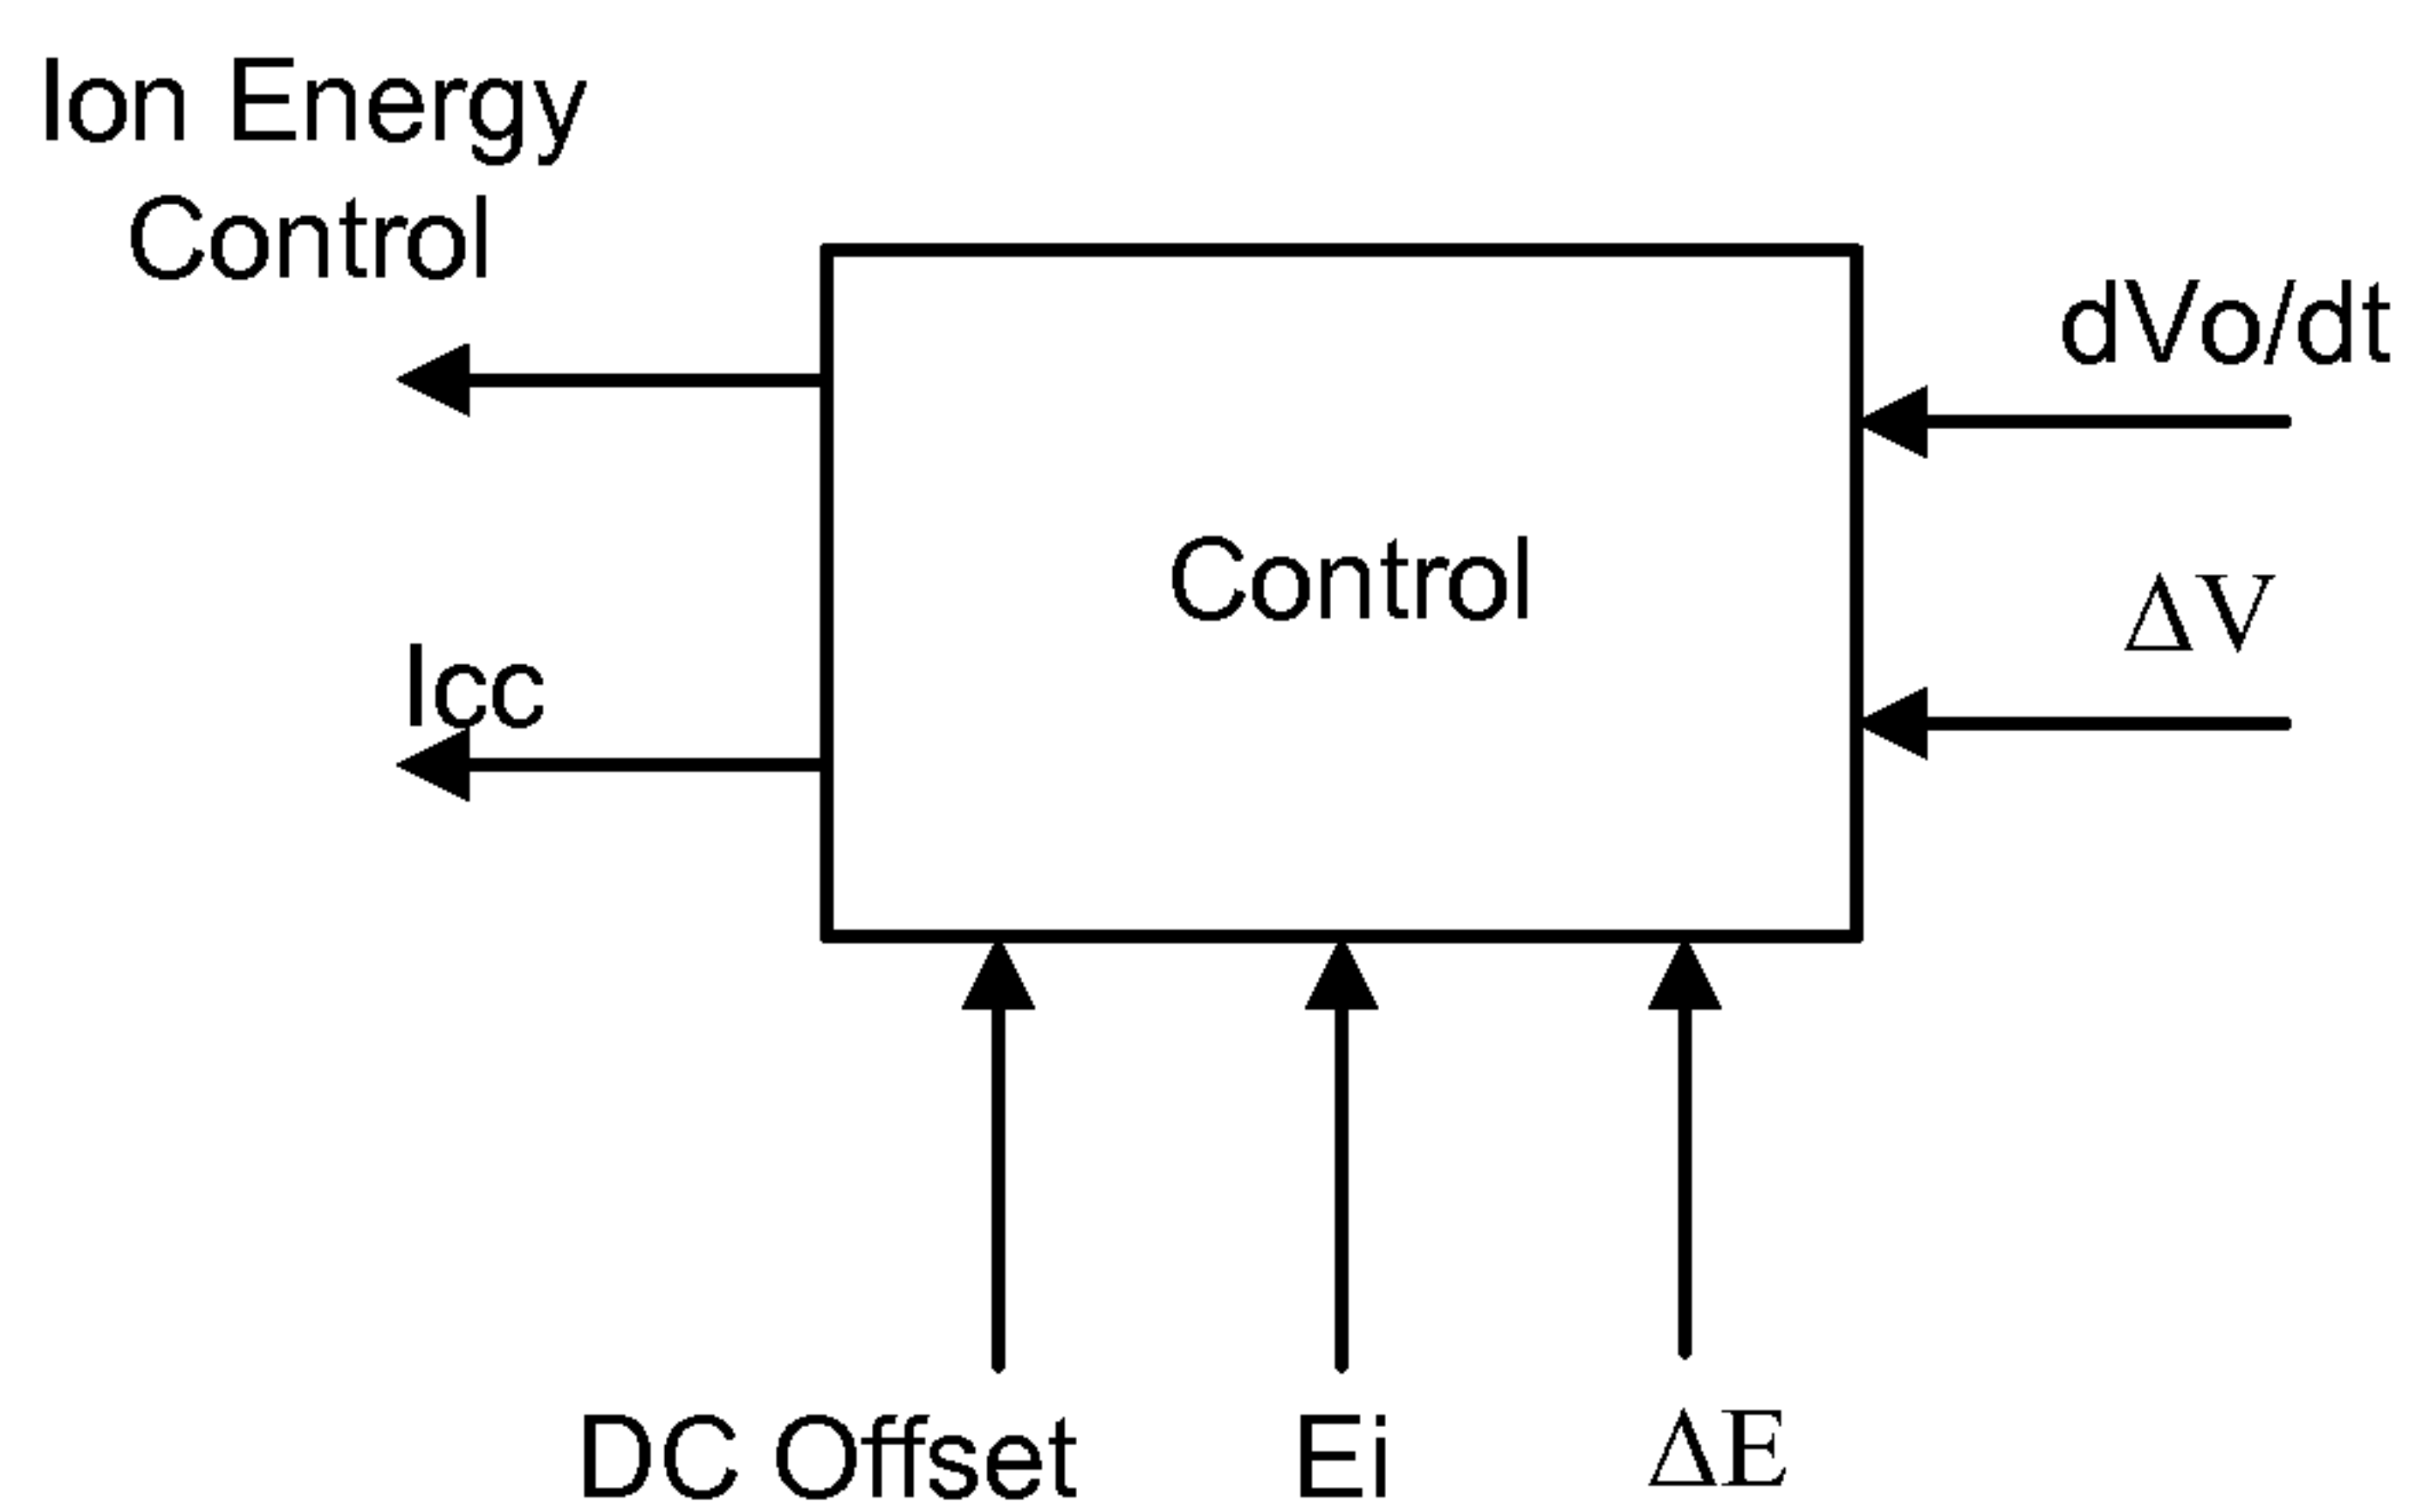 Ion Energy
Control
dVo/dt
Control
ΔV
Icc
DC Offset
Ei
ΔE